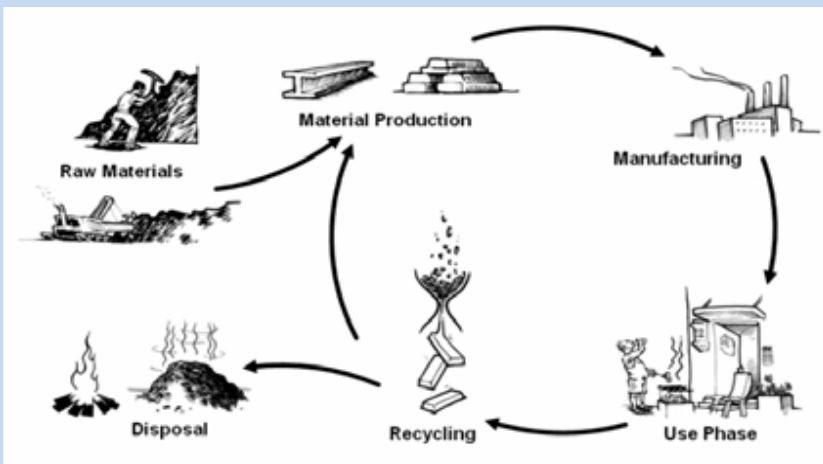 Material Production
Raw Materials
Manufacturing
Disposal
Recycling
Use Phase